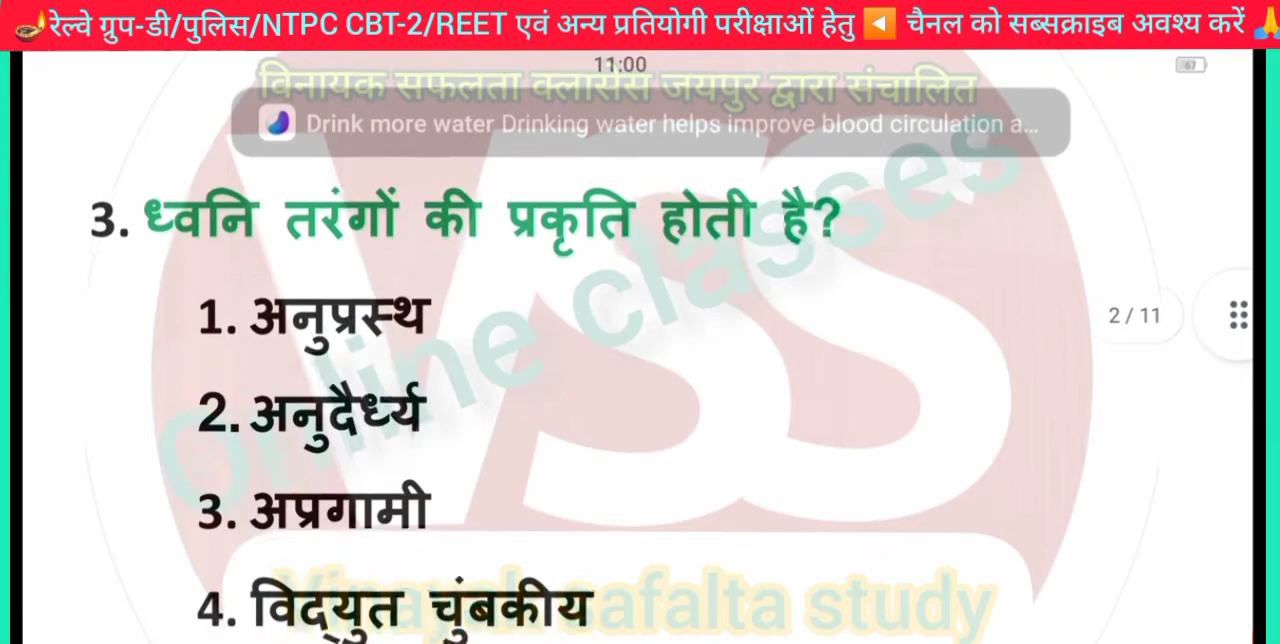 रेल्वे ग्रुप-डी/पुलिस/NTPC CBT-2/REET एवं अन्य प्रतियोगी परीक्षाओं हेतु ◀ चैनल को सब्सक्राइब अवश्य करें
11:00
67
विनायक सफलता क्लासेस जयपुर द्वारा संचालित
Drink more water Drinking water helps improve blood circulation a...
3. ध्वनि तरंगों की प्रकृति होती है?
1. अनुप्रस्थ
2. अनुदैर्ध्य
2 / 11
3. अप्रगामी
4. विद्युत चुंबकीय
VSS
Online classes
Vinayak safalta study